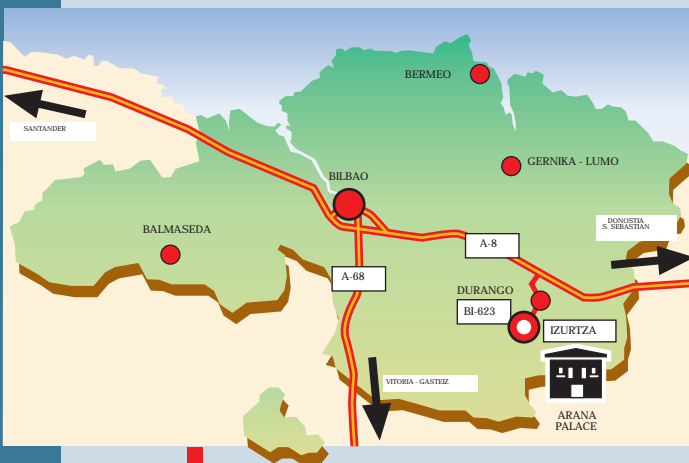 BERMEO
SANTANDER
GERNIKA - LUMO
BILBAO
BALMASEDA
DONOSTIA
S. SEBASTIAN
A-8
A-68
DURANGO
BI-623
IZURTZA
VITORIA - GASTEIZ
ARANA
PALACE